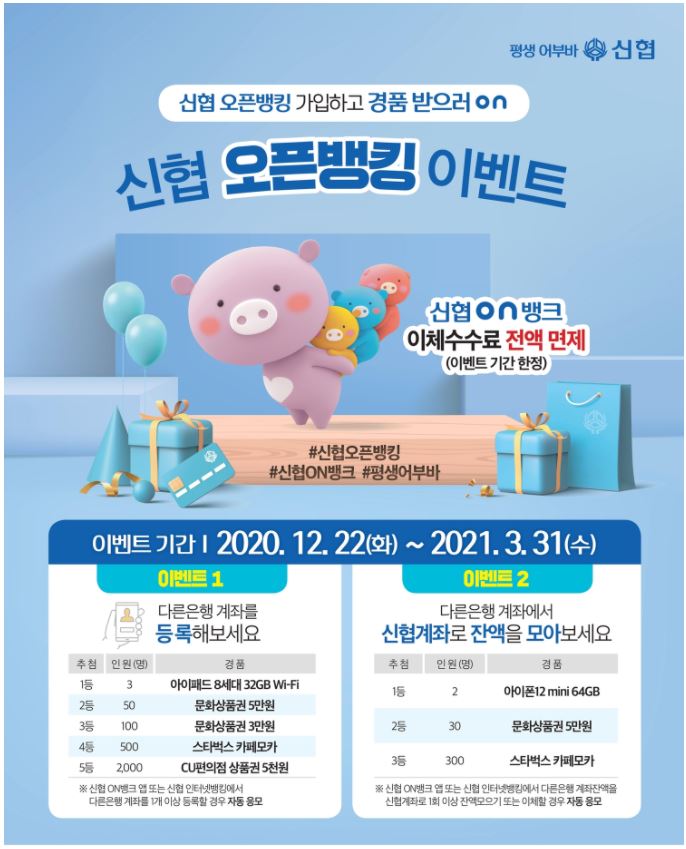 평생 어부바 신협
신협 오픈뱅킹 가입하고 경품 받으러 on
신협 오픈뱅킹 이벤트
신협 on 뱅크
이체수수료 전액 면제
(이벤트 기간 한정)
#신협오픈뱅킹
#신협ON뱅크 #평생어부바
이벤트 기간 | 2020. 12. 22(화) ~ 2021. 3. 31(수)
이벤트 1
다른은행 계좌를
등록해보세요
추첨 인원(명) 경품
1등 3 아이패드 8세대 32GB Wi-Fi
2등 50 문화상품권 5만원
3등 100 문화상품권 3만원
4등 500 스타벅스 카페모카
5등 2,000 CU편의점 상품권 5천원
※ 신협 ON뱅크 앱 또는 신협 인터넷뱅킹에서
다른은행 계좌를 1개 이상 등록할 경우 자동 응모
이벤트 2
다른은행 계좌에서
신협계좌로 잔액을 모아보세요
추첨 인원(명) 경품
1등 2 아이폰12 mini 64GB
2등 30 문화상품권 5만원
3등 300 스타벅스 카페모카
※ 신협 ON뱅크 앱 또는 신협 인터넷뱅킹에서 다른은행 계좌잔액을
신협계좌로 1회 이상 잔액모으기 또는 이체할 경우 자동 응모